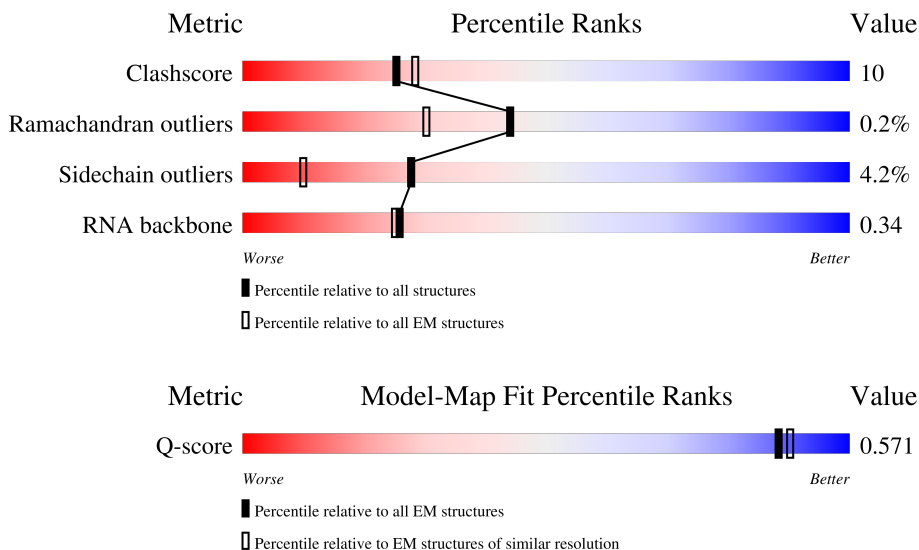 Metric Percentile Ranks Value
Clashscore 10
Ramachandran outliers 0.2%
Sidechain outliers 4.2%
RNA backbone 0.34
Worse Better
Percentile relative to all structures
Percentile relative to all EM structures
Metric Model-Map Fit Percentile Ranks Value
Q-score 0.571
Worse Better
Percentile relative to all EM structures
Percentile relative to EM structures of similar resolution